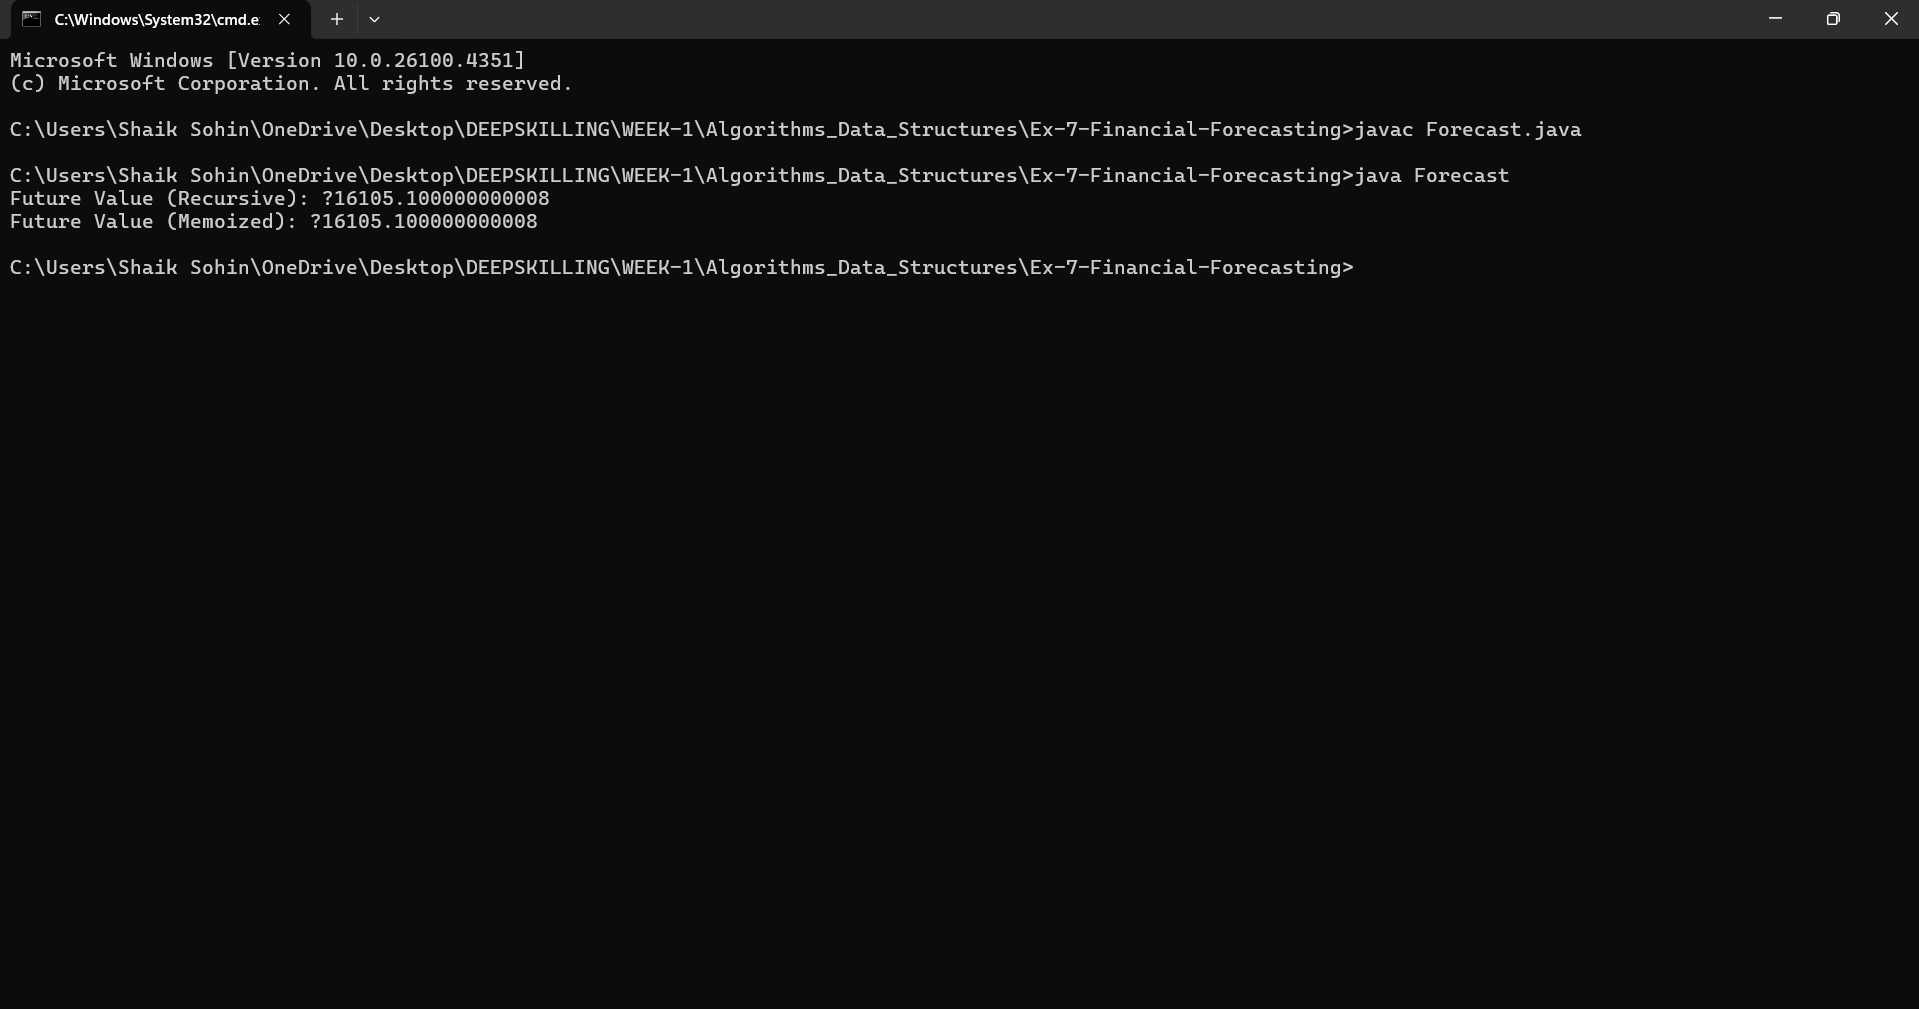 C:\Windows\System32\cmd.e
Microsoft Windows [Version 10.0.26100.4351]
(c) Microsoft Corporation. All rights reserved.
C:\Users\Shaik Sohin\OneDrive\Desktop\DEEPSKILLING\WEEK-1\Algorithms_Data_Structures\Ex-7-Financial-Forecasting>javac Forecast.java
C:\Users\Shaik Sohin\OneDrive\Desktop\DEEPSKILLING\WEEK-1\Algorithms_Data_Structures\Ex-7-Financial-Forecasting>java Forecast
Future Value (Recursive): ?16105.100000000008
Future Value (Memoized): ?16105.100000000008
C:\Users\Shaik Sohin\OneDrive\Desktop\DEEPSKILLING\WEEK-1\Algorithms_Data_Structures\Ex-7-Financial-Forecasting>